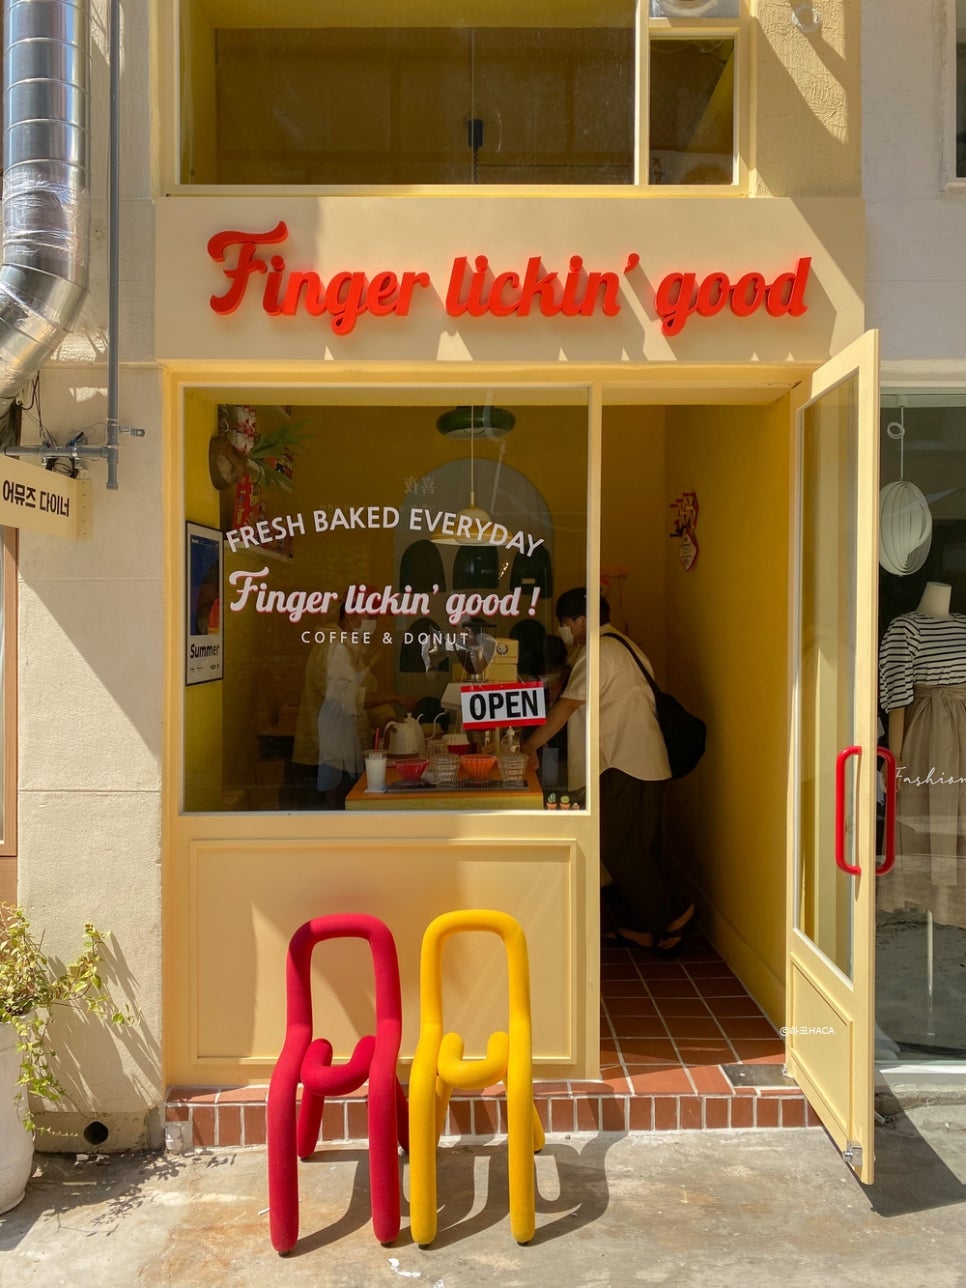 Finger lickin' good
어뮤즈 다이너
FRESH BAKED EVERYDAY
Finger lickin' good!
COFFEE & DONUT
Summer
OPEN
Fashion
@하코HACA